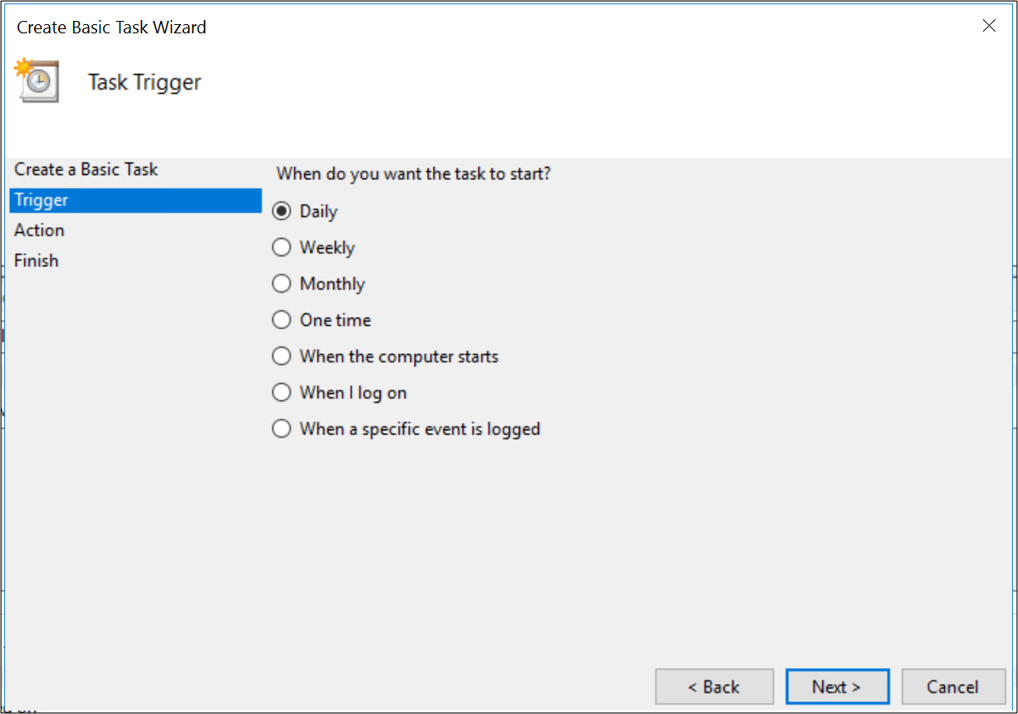 Create Basic Task Wizard
Task Trigger
Create a Basic Task
Trigger
Action
Finish
When do you want the task to start?
Daily
Weekly
Monthly
One time
When the computer starts
When I log on
When a specific event is logged
< Back
Next >
Cancel